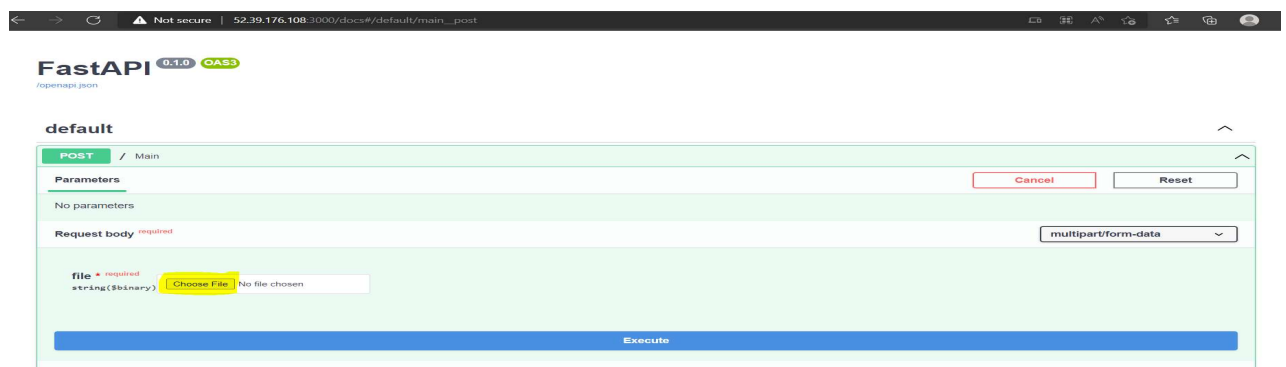 Not secure | 52.39.176.108:3000/docs#/default/main__post
FastAPI 0.1.0 OAS3
/openapi.json
default
POST / Main
Parameters Cancel Reset
No parameters
Request body required multipart/form-data
file * required
string($binary) Choose File No file chosen
Execute